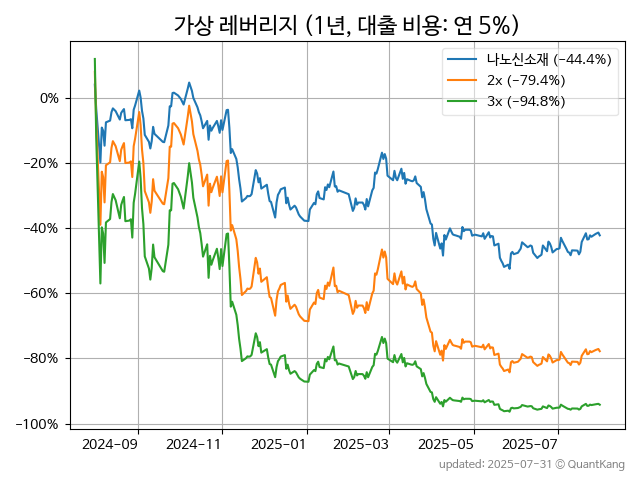 가상 레버리지 (1년, 대출 비용: 연 5%)
나노신소재 (−44.4%)
2x (−79.4%)
3x (−94.8%)
0%
−20%
−40%
−60%
−80%
−100%
2024-09 2024-11 2025-01 2025-03 2025-05 2025-07
updated: 2025-07-31 © QuantKang